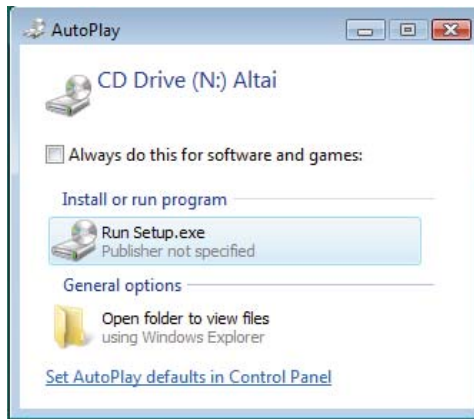 AutoPlay
CD Drive (N:) Altai
Always do this for software and games:
Install or run program
Run Setup.exe
Publisher not specified
General options
Open folder to view files
using Windows Explorer
Set AutoPlay defaults in Control Panel